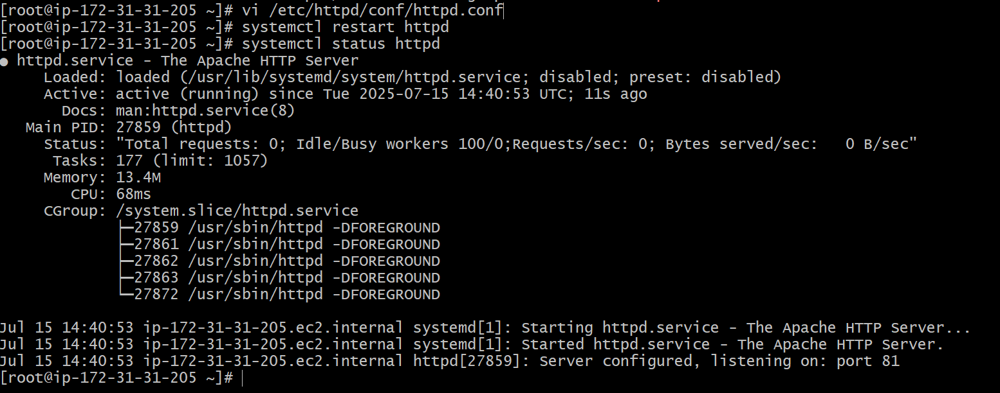 [root@ip-172-31-31-205 ~]# vi /etc/httpd/conf/httpd.conf
[root@ip-172-31-31-205 ~]# systemctl restart httpd
[root@ip-172-31-31-205 ~]# systemctl status httpd
● httpd.service - The Apache HTTP Server
     Loaded: loaded (/usr/lib/systemd/system/httpd.service; disabled; preset: disabled)
     Active: active (running) since Tue 2025-07-15 14:40:53 UTC; 11s ago
       Docs: man:httpd.service(8)
   Main PID: 27859 (httpd)
     Status: "Total requests: 0; Idle/Busy workers 100/0;Requests/sec: 0; Bytes served/sec:   0 B/sec"
      Tasks: 177 (limit: 1057)
     Memory: 13.4M
        CPU: 68ms
     CGroup: /system.slice/httpd.service
             ├─27859 /usr/sbin/httpd -DFOREGROUND
             ├─27861 /usr/sbin/httpd -DFOREGROUND
             ├─27862 /usr/sbin/httpd -DFOREGROUND
             ├─27863 /usr/sbin/httpd -DFOREGROUND
             └─27872 /usr/sbin/httpd -DFOREGROUND

Jul 15 14:40:53 ip-172-31-31-205.ec2.internal systemd[1]: Starting httpd.service - The Apache HTTP Server...
Jul 15 14:40:53 ip-172-31-31-205.ec2.internal systemd[1]: Started httpd.service - The Apache HTTP Server.
Jul 15 14:40:53 ip-172-31-31-205.ec2.internal httpd[27859]: Server configured, listening on: port 81
[root@ip-172-31-31-205 ~]#